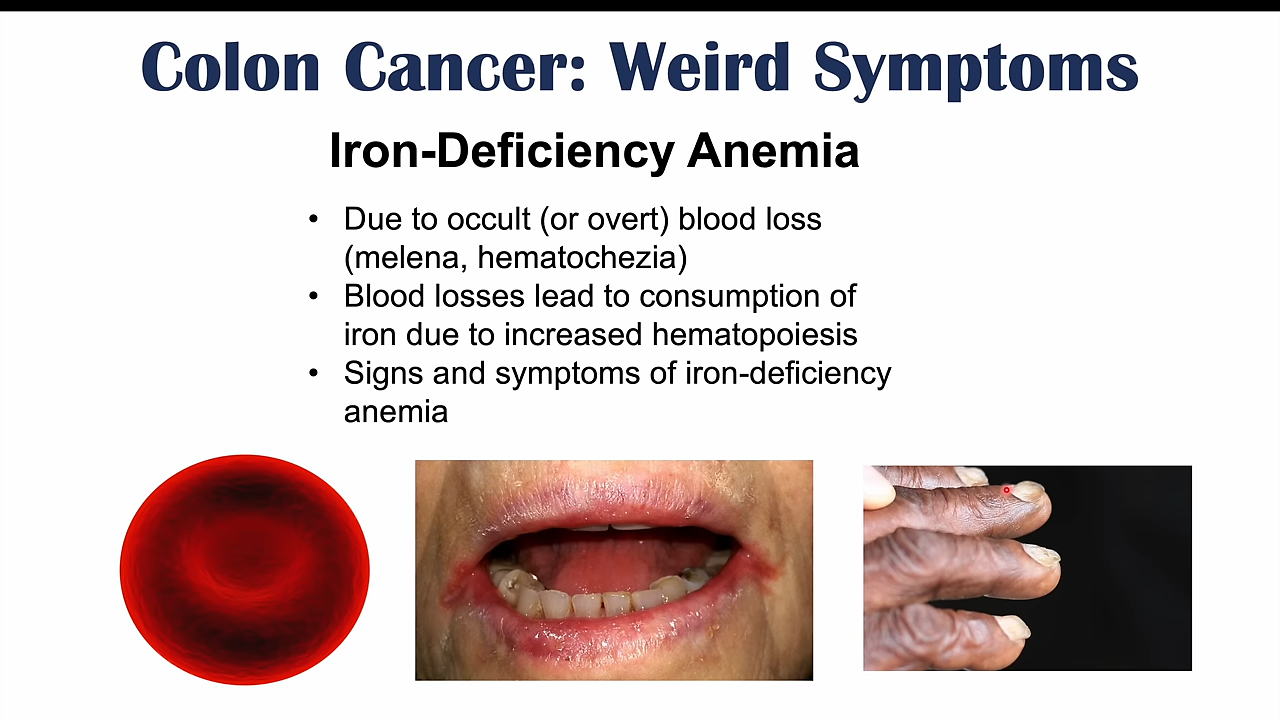 Colon Cancer: Weird Symptoms
Iron-Deficiency Anemia
• Due to occult (or overt) blood loss
(melena, hematochezia)
• Blood losses lead to consumption of
iron due to increased hematopoiesis
• Signs and symptoms of iron-deficiency
anemia